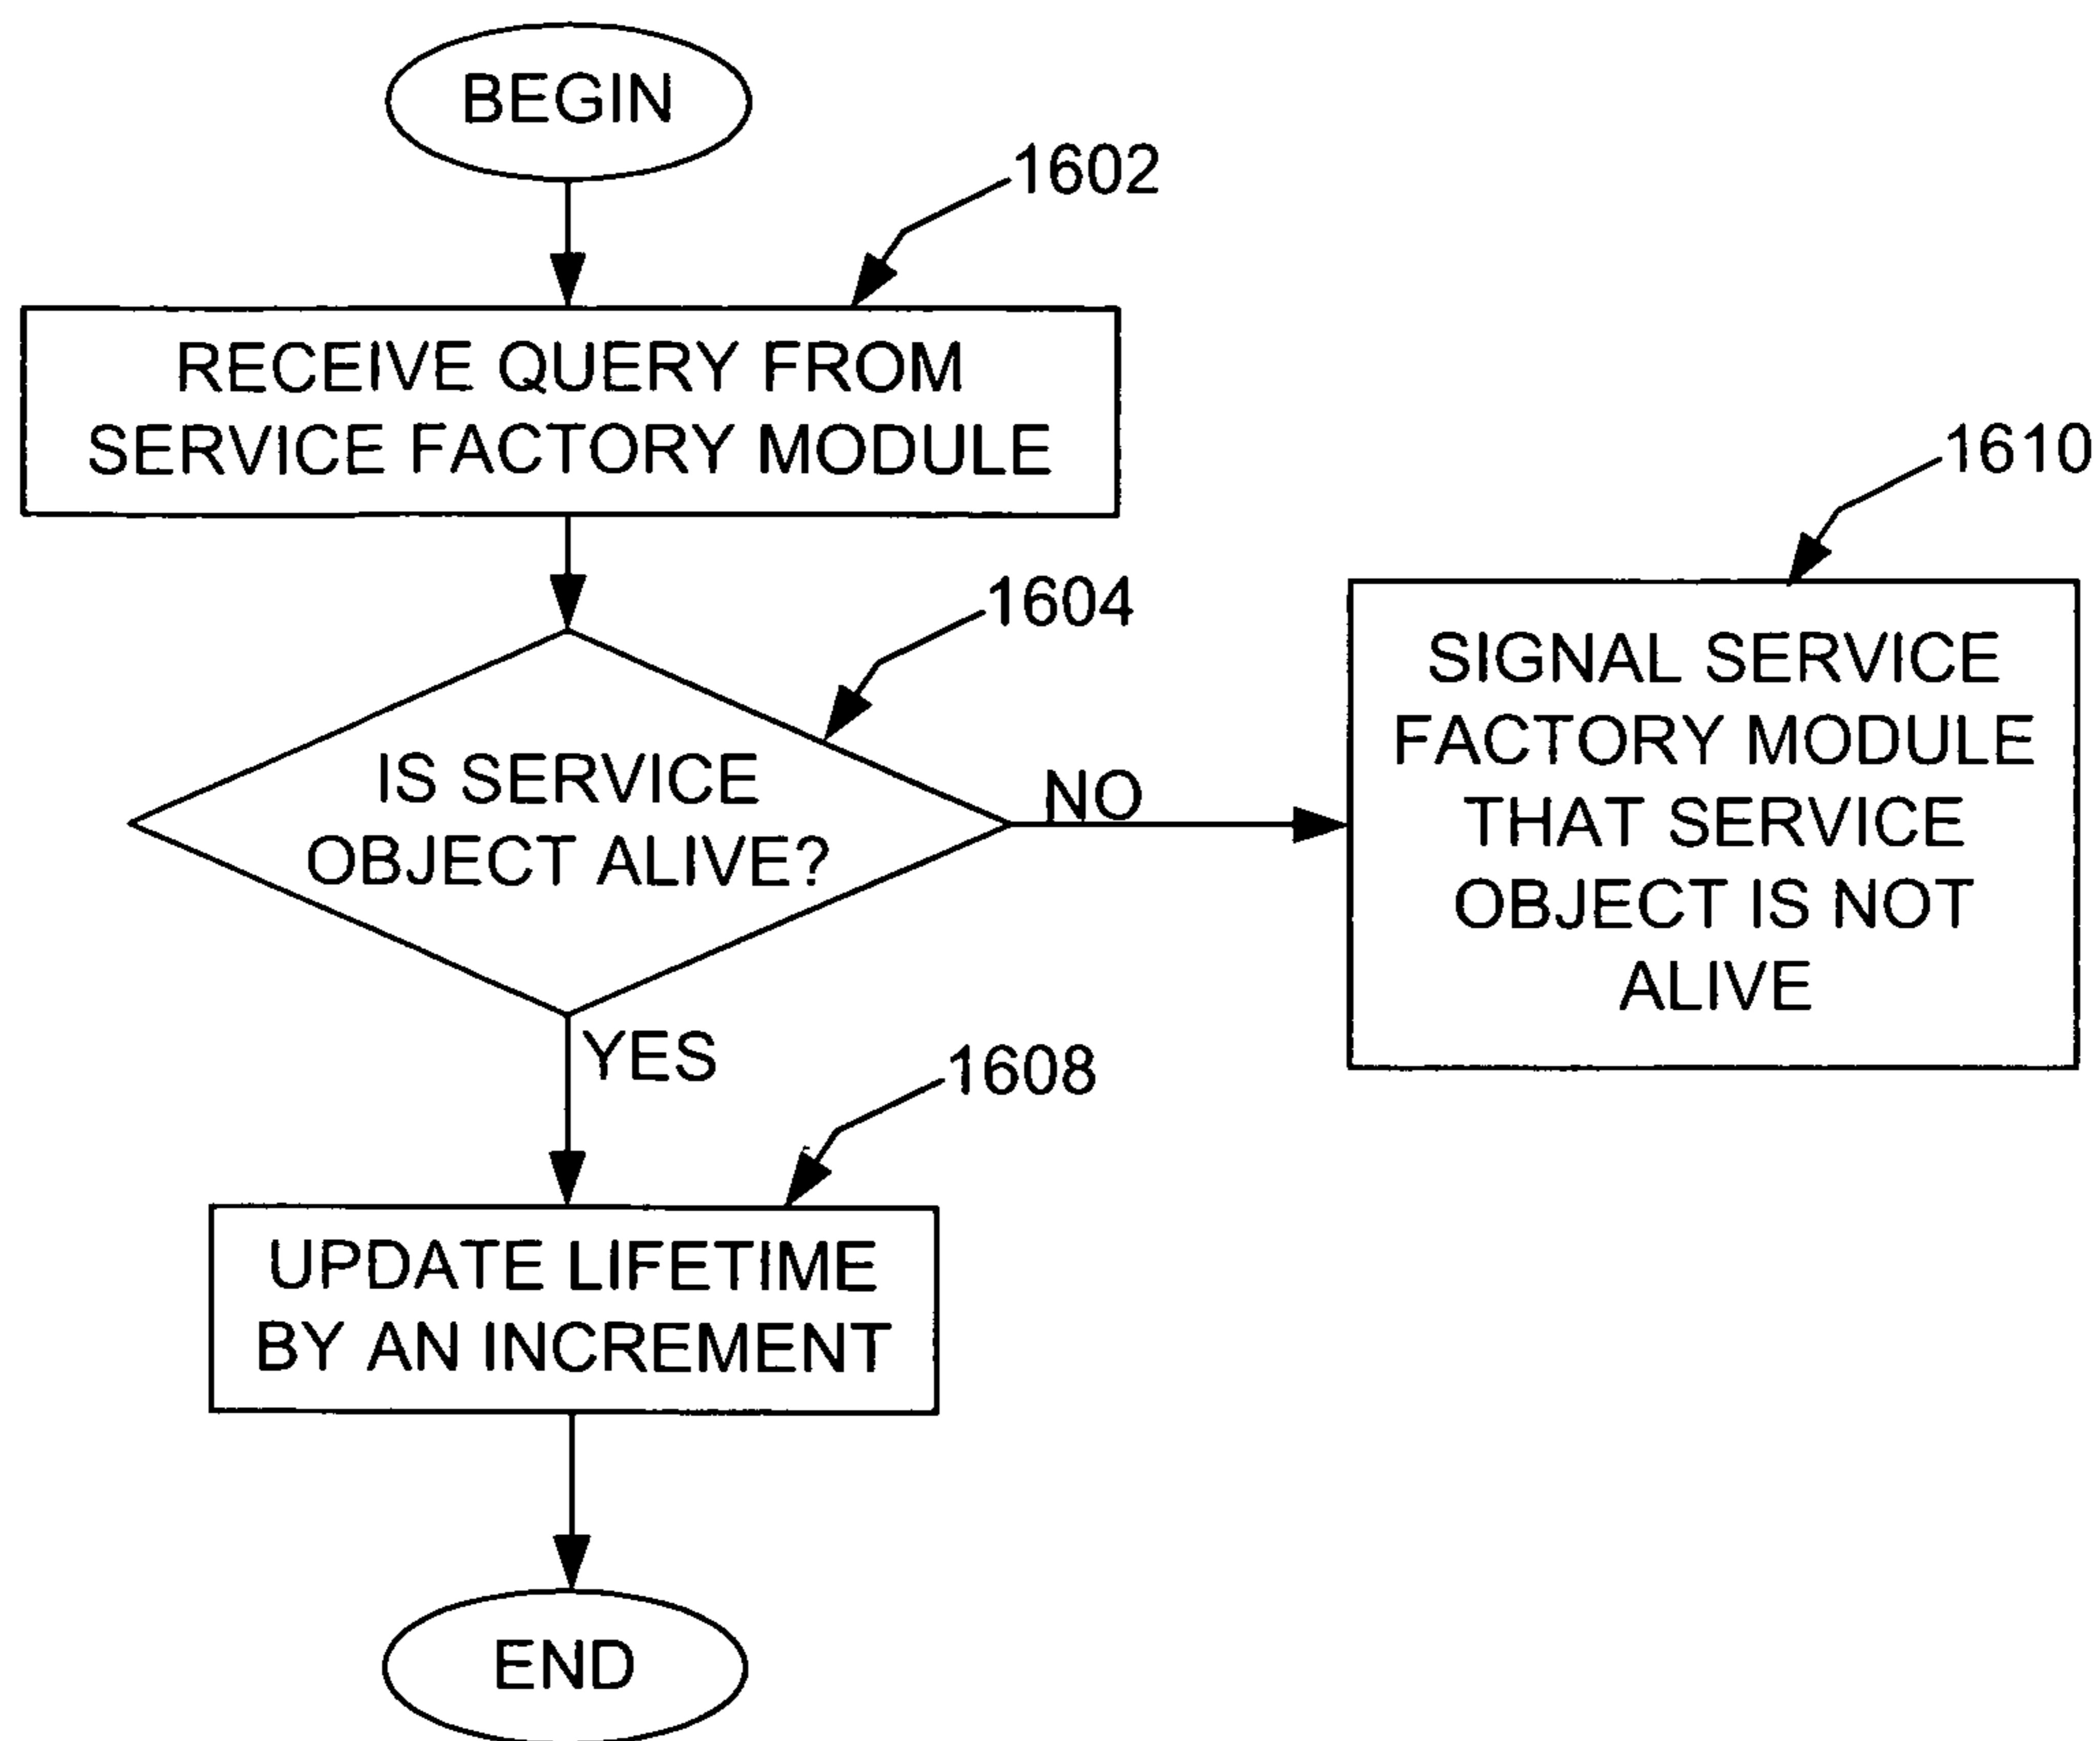 BEGIN
1602
RECEIVE QUERY FROM
SERVICE FACTORY MODULE
1604
IS SERVICE
OBJECT ALIVE?
NO
1610
SIGNAL SERVICE
FACTORY MODULE
THAT SERVICE
OBJECT IS NOT
ALIVE
YES
1608
UPDATE LIFETIME
BY AN INCREMENT
END